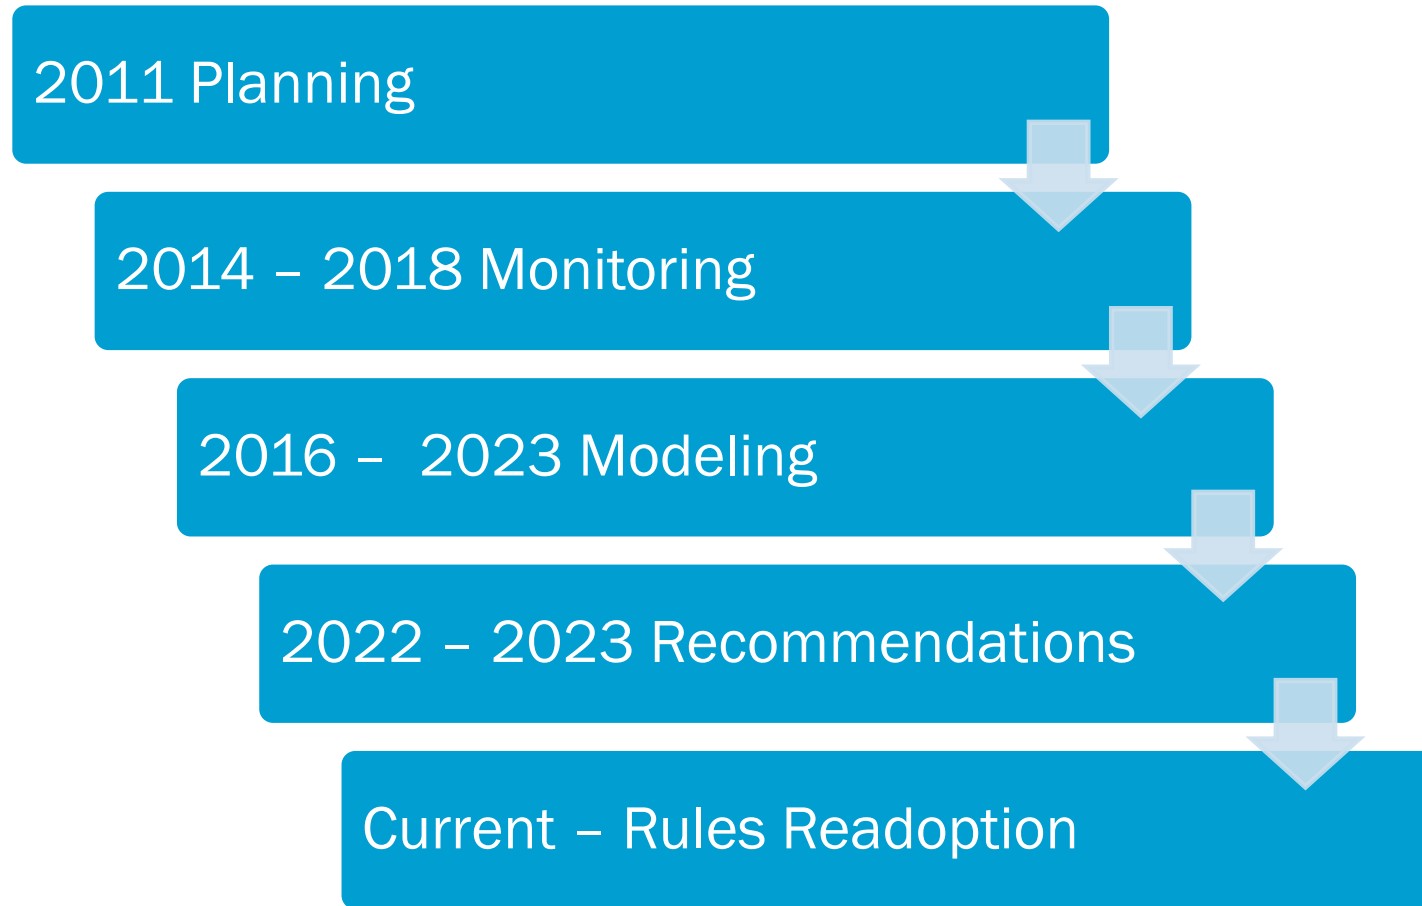 2011 Planning
2014 – 2018 Monitoring
2016 –  2023 Modeling
2022 – 2023 Recommendations
Current – Rules Readoption